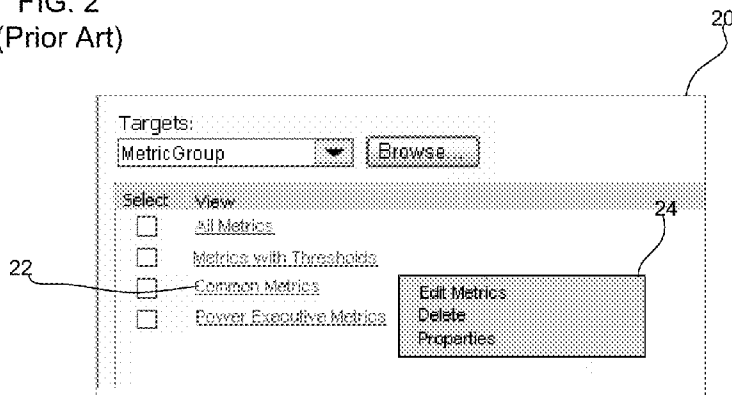 FIG. 2
(Prior Art)
20
Targets:
MetricGroup Browse...
Select View
24
All Metrics
Metrics with Thresholds
22
Common Metrics
Power Executive Metrics
Edit Metrics
Delete
Properties